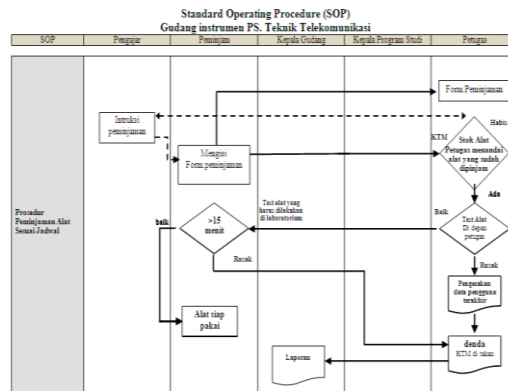 Standard Operating Procedure (SOP)
Gudang instrumen PS. Teknik Telekomunikasi
SOP Pengajar Peminjam Kepala Gudang Kepala Program Studi Petugas
Form.Peminjaman
Intruksi
peminjaman
Habis
KTM
Mengisi
Form.peminjaman
Stok Alat
Petugas menandai
alat yang sudah
dipinjam
Ada
Prosedur
Peminjaman Alat
Sesuai Jadwal
baik
>15
menit
Test alat yang
harus dilakukan
di laboratorium
Baik
Test Alat
Di depan
petugas
Rusak
Rusak
Pengecekan
data pengguna
terakhir
Alat siap
pakai
Laporan
denda
KTM di tahan